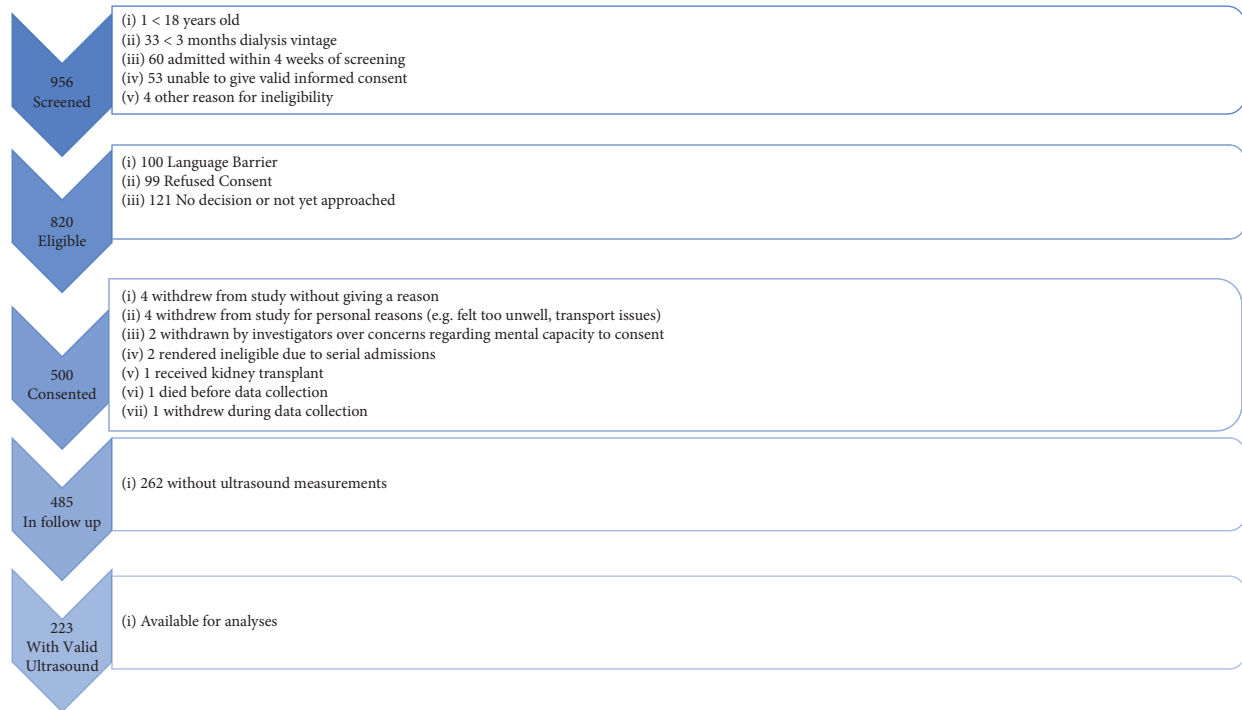 956
Screened
(i) 1 < 18 years old
(ii) 33 < 3 months dialysis vintage
(iii) 60 admitted within 4 weeks of screening
(iv) 53 unable to give valid informed consent
(v) 4 other reason for ineligibility
820
Eligible
(i) 100 Language Barrier
(ii) 99 Refused Consent
(iii) 121 No decision or not yet approached
500
Consented
(i) 4 withdrew from study without giving a reason
(ii) 4 withdrew from study for personal reasons (e.g. felt too unwell, transport issues)
(iii) 2 withdrawn by investigators over concerns regarding mental capacity to consent
(iv) 2 rendered ineligible due to serial admissions
(v) 1 received kidney transplant
(vi) 1 died before data collection
(vii) 1 withdrew during data collection
485
In follow up
(i) 262 without ultrasound measurements
223
With Valid
Ultrasound
(i) Available for analyses